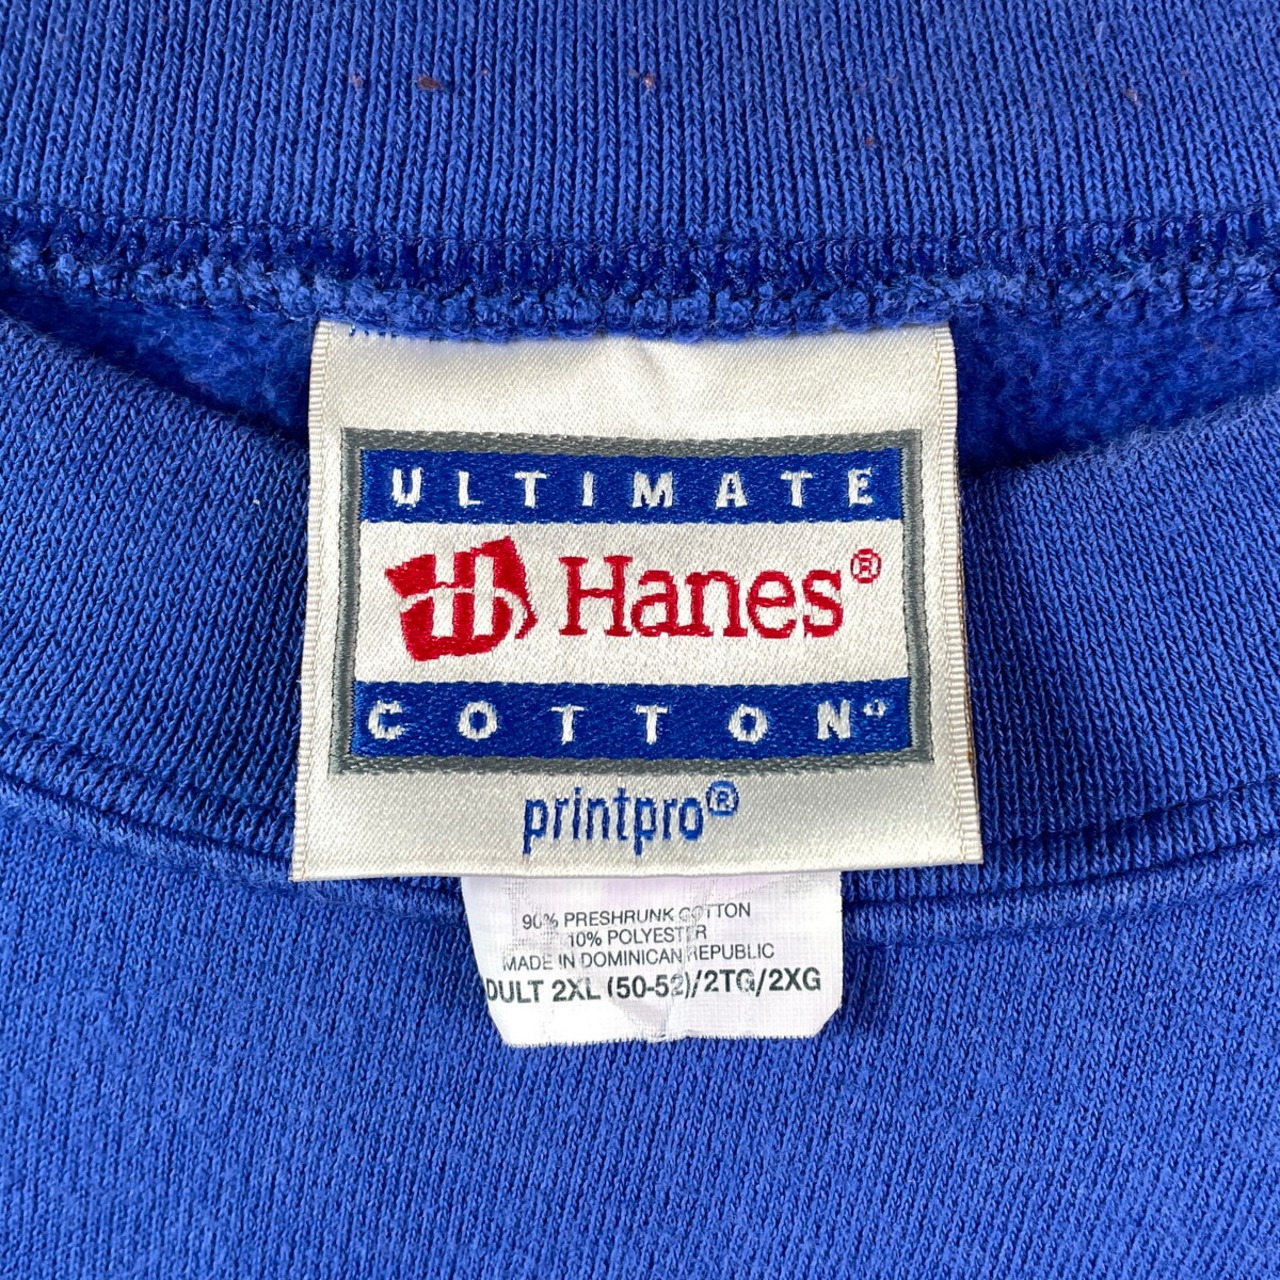 ULTIMATE
Hanes®
COTTON
printpro®
90% PRESHRUNK COTTON
10% POLYESTER
MADE IN DOMINICAN REPUBLIC
DULT 2XL (50-52)/2TG/2XG